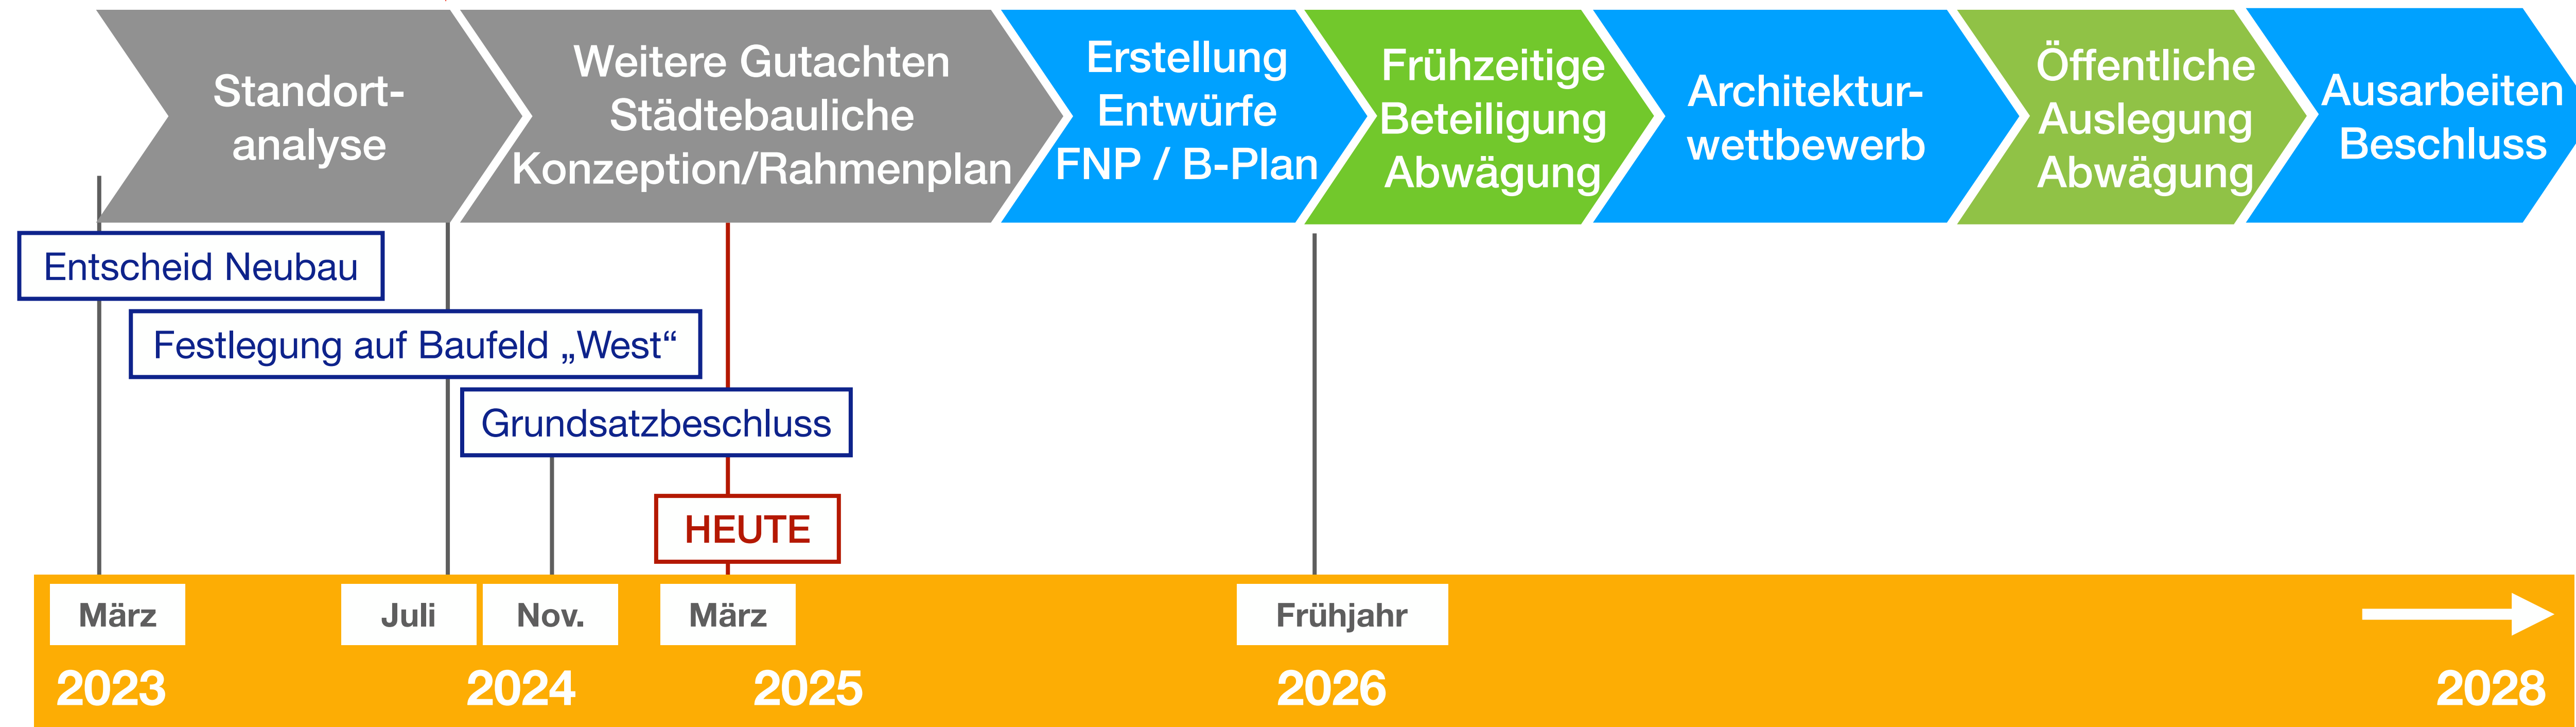 Standort-
analyse
Weitere Gutachten
Städtebauliche
Konzeption/Rahmenplan
Erstellung
Entwürfe
FNP / B-Plan
Frühzeitige
Beteiligung
Abwägung
Architektur-
wettbewerb
Öffentliche
Auslegung
Abwägung
Ausarbeiten
Beschluss
Entscheid Neubau
Festlegung auf Baufeld „West“
Grundsatzbeschluss
HEUTE
März
Juli
Nov.
März
Frühjahr
2023
2024
2025
2026
2028